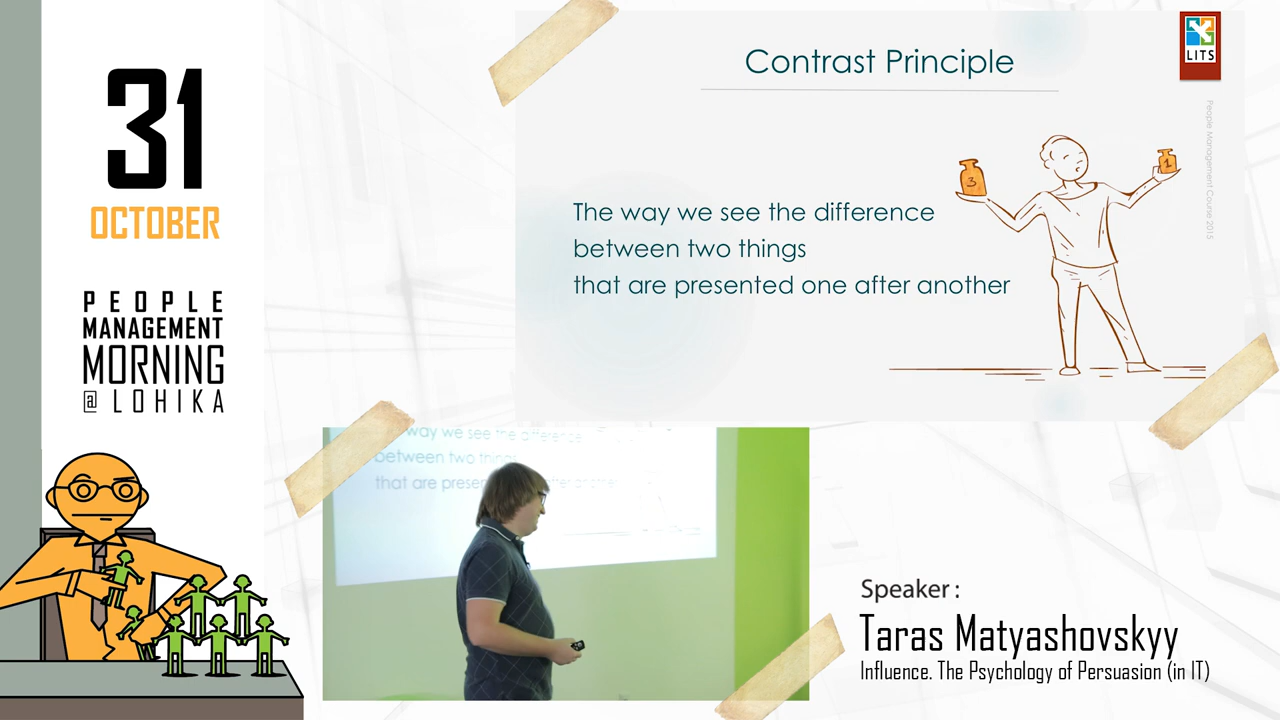 31
OCTOBER
PEOPLE
MANAGEMENT
MORNING
@ LOHIKA
Contrast Principle
The way we see the difference
between two things
that are presented one after another
3
1
LITS
People Management Course 2015
way we see the difference
between two things
that are presen after another
Speaker :
Taras Matyashovskyy
Influence. The Psychology of Persuasion (in IT)